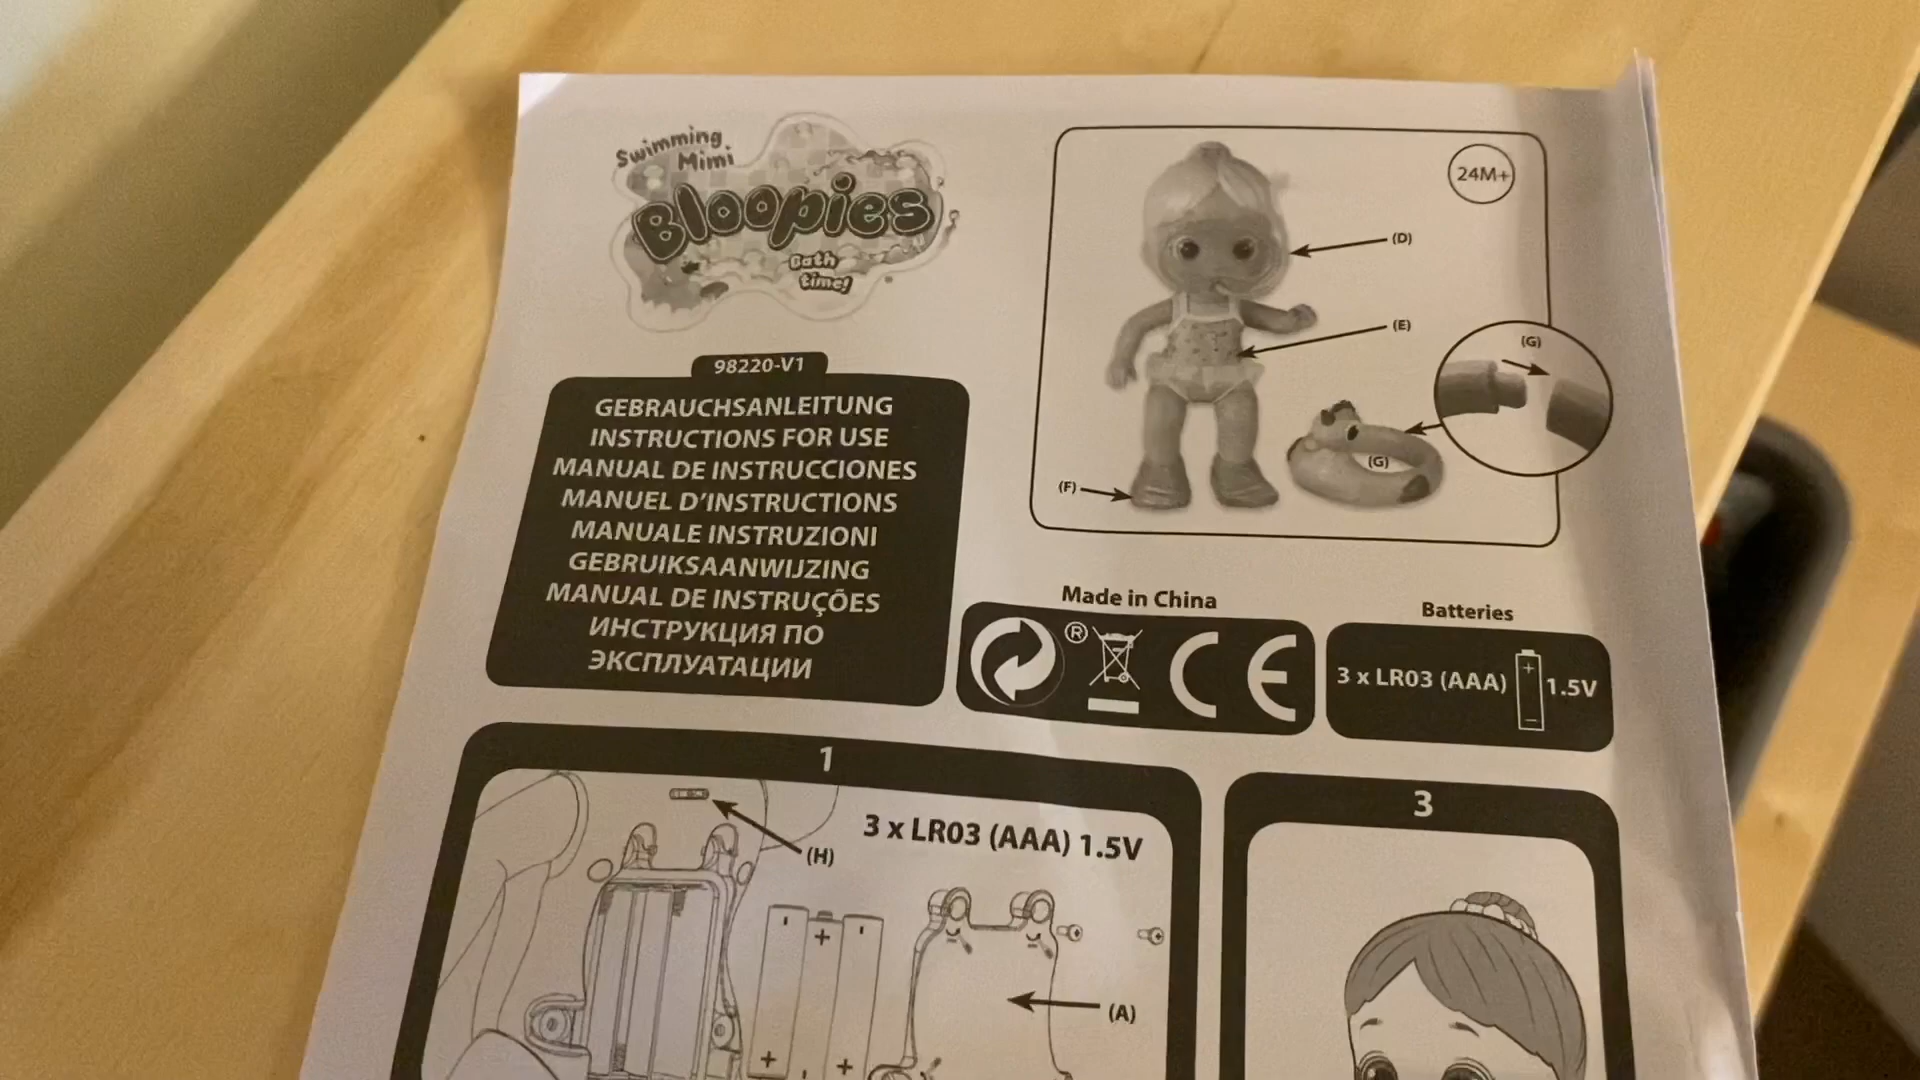 Swimming
Mimi
Bloopies
Bath
time!
24M+
(D)
(E)
(G)
(G)
(F)
98220-V1
GEBRAUCHSANLEITUNG
INSTRUCTIONS FOR USE
MANUAL DE INSTRUCCIONES
MANUEL D'INSTRUCTIONS
MANUALE INSTRUZIONI
GEBRUIKSAANWIJZING
MANUAL DE INSTRUÇÕES
ИНСТРУКЦИЯ ПО
ЭКСПЛУАТАЦИИ
Made in China
® CE
Batteries
3 x LR03 (AAA) + - 1.5V
1
3 x LR03 (AAA) 1.5V
(H)
- + -
+ - +
(A)
3